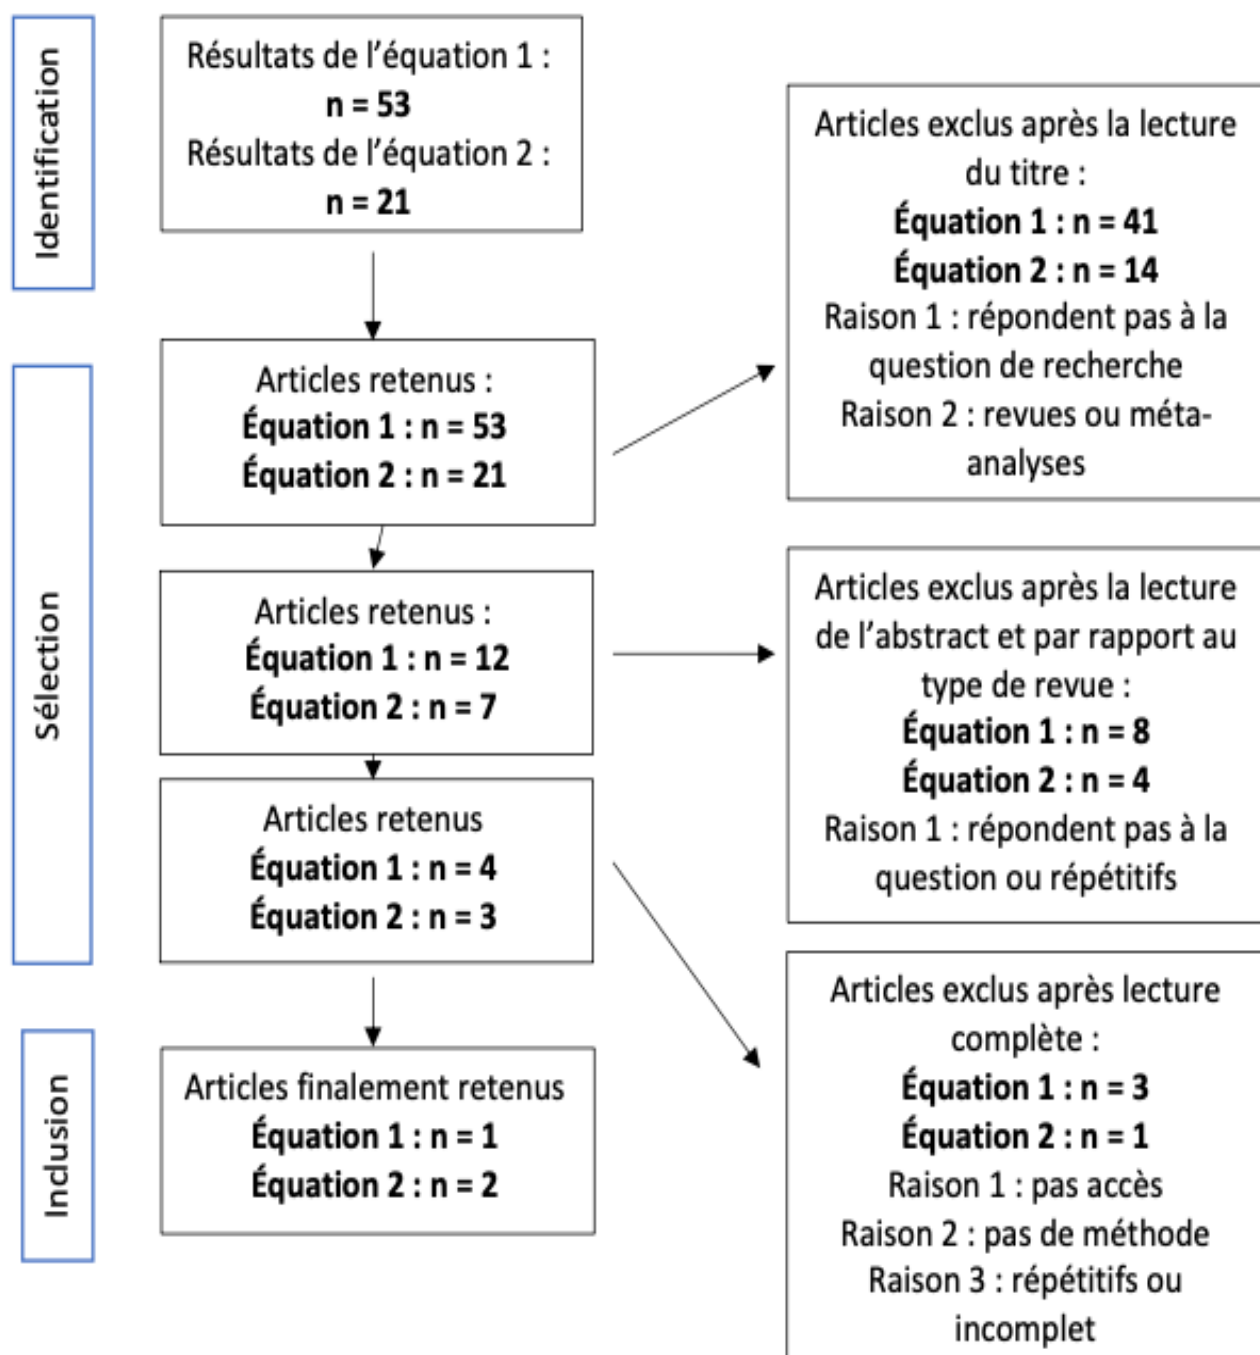 Identification
Résultats de l'équation 1 :
n = 53
Résultats de l'équation 2 :
n = 21
Articles exclus après la lecture
du titre :
Équation 1 : n = 41
Équation 2 : n = 14
Raison 1 : répondent pas à la
question de recherche
Raison 2 : revues ou méta-
analyses
Sélection
Articles retenus :
Équation 1 : n = 53
Équation 2 : n = 21
Articles retenus :
Équation 1 : n = 12
Équation 2 : n = 7
Articles exclus après la lecture
de l'abstract et par rapport au
type de revue :
Équation 1 : n = 8
Équation 2 : n = 4
Raison 1 : répondent pas à la
question ou répétitifs
Articles retenus
Équation 1 : n = 4
Équation 2 : n = 3
Articles exclus après lecture
complète :
Équation 1 : n = 3
Équation 2 : n = 1
Raison 1 : pas accès
Raison 2 : pas de méthode
Raison 3 : répétitifs ou
incomplet
Inclusion
Articles finalement retenus
Équation 1 : n = 1
Équation 2 : n = 2